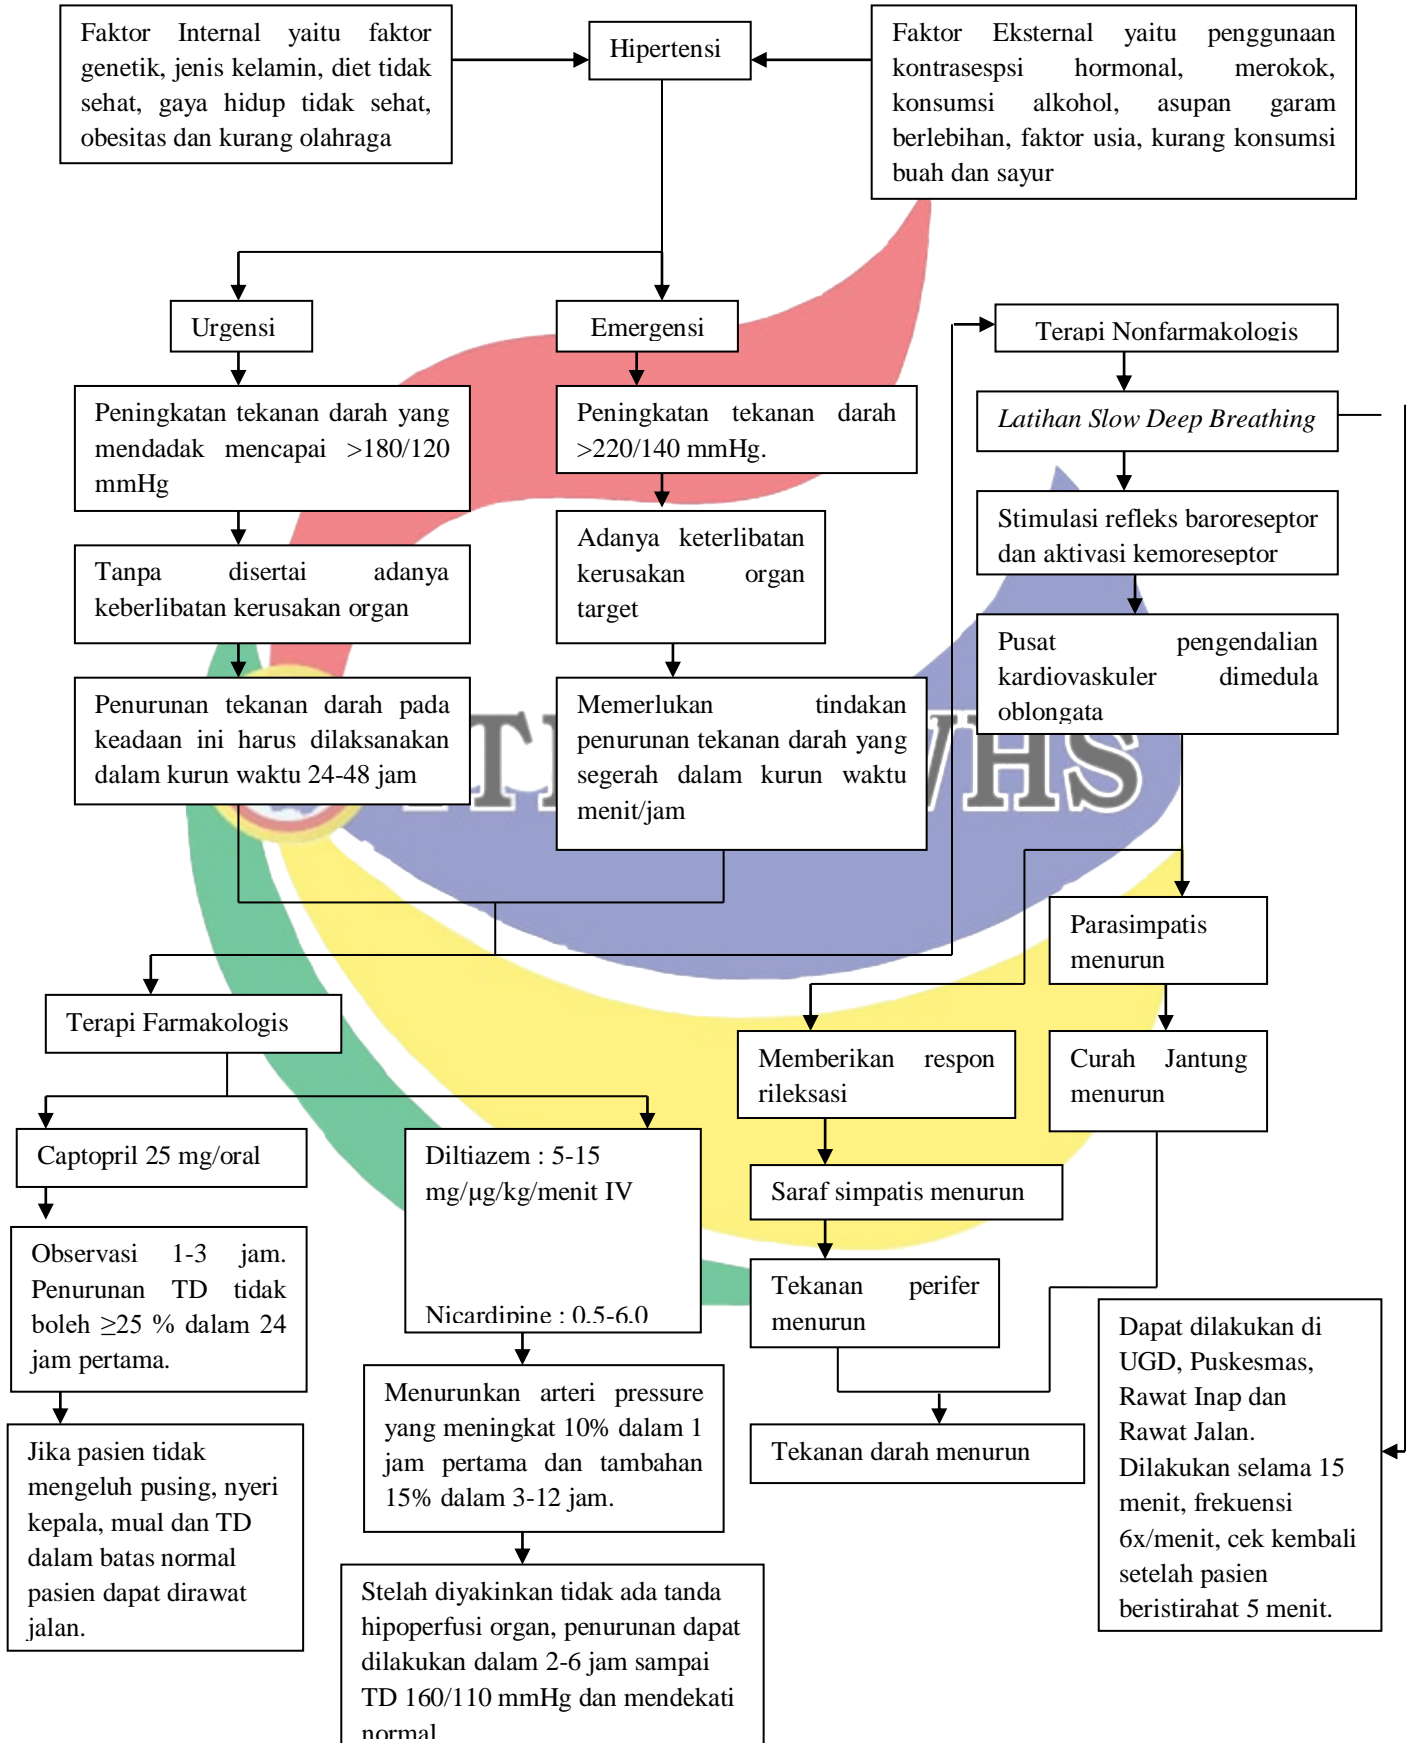 Faktor Internal yaitu faktor
genetik, jenis kelamin, diet tidak
sehat, gaya hidup tidak sehat,
obesitas dan kurang olahraga
Hipertensi
Faktor Eksternal yaitu penggunaan
kontrasespsi hormonal, merokok,
konsumsi alkohol, asupan garam
berlebihan, faktor usia, kurang konsumsi
buah dan sayur
Urgensi
Emergensi
Terapi Nonfarmakologis
Peningkatan tekanan darah yang
mendadak mencapai >180/120
mmHg
Peningkatan tekanan darah
>220/140 mmHg.
Latihan Slow Deep Breathing
Tanpa disertai adanya
keberlibatan kerusakan organ
Adanya keterlibatan
kerusakan organ
target
Stimulasi refleks baroreseptor
dan aktivasi kemoreseptor
Penurunan tekanan darah pada
keadaan ini harus dilaksanakan
dalam kurun waktu 24-48 jam
Memerlukan tindakan
penurunan tekanan darah yang
segerah dalam kurun waktu
menit/jam
Pusat pengendalian
kardiovaskuler dimedula
oblongata
HS
Parasimpatis
menurun
Terapi Farmakologis
Memberikan respon
rileksasi
Curah Jantung
menurun
Captopril 25 mg/oral
Diltiazem : 5-15
mg/µg/kg/menit IV
Nicardipine : 0.5-6.0
Saraf simpatis menurun
Observasi 1-3 jam.
Penurunan TD tidak
boleh ≥25 % dalam 24
jam pertama.
Tekanan perifer
menurun
Menurunkan arteri pressure
yang meningkat 10% dalam 1
jam pertama dan tambahan
15% dalam 3-12 jam.
Tekanan darah menurun
Dapat dilakukan di
UGD, Puskesmas,
Rawat Inap dan
Rawat Jalan.
Dilakukan selama 15
menit, frekuensi
6x/menit, cek kembali
setelah pasien
beristirahat 5 menit.
Jika pasien tidak
mengeluh pusing, nyeri
kepala, mual dan TD
dalam batas normal
pasien dapat dirawat
jalan.
Stelah diyakinkan tidak ada tanda
hipoperfusi organ, penurunan dapat
dilakukan dalam 2-6 jam sampai
TD 160/110 mmHg dan mendekati
normal